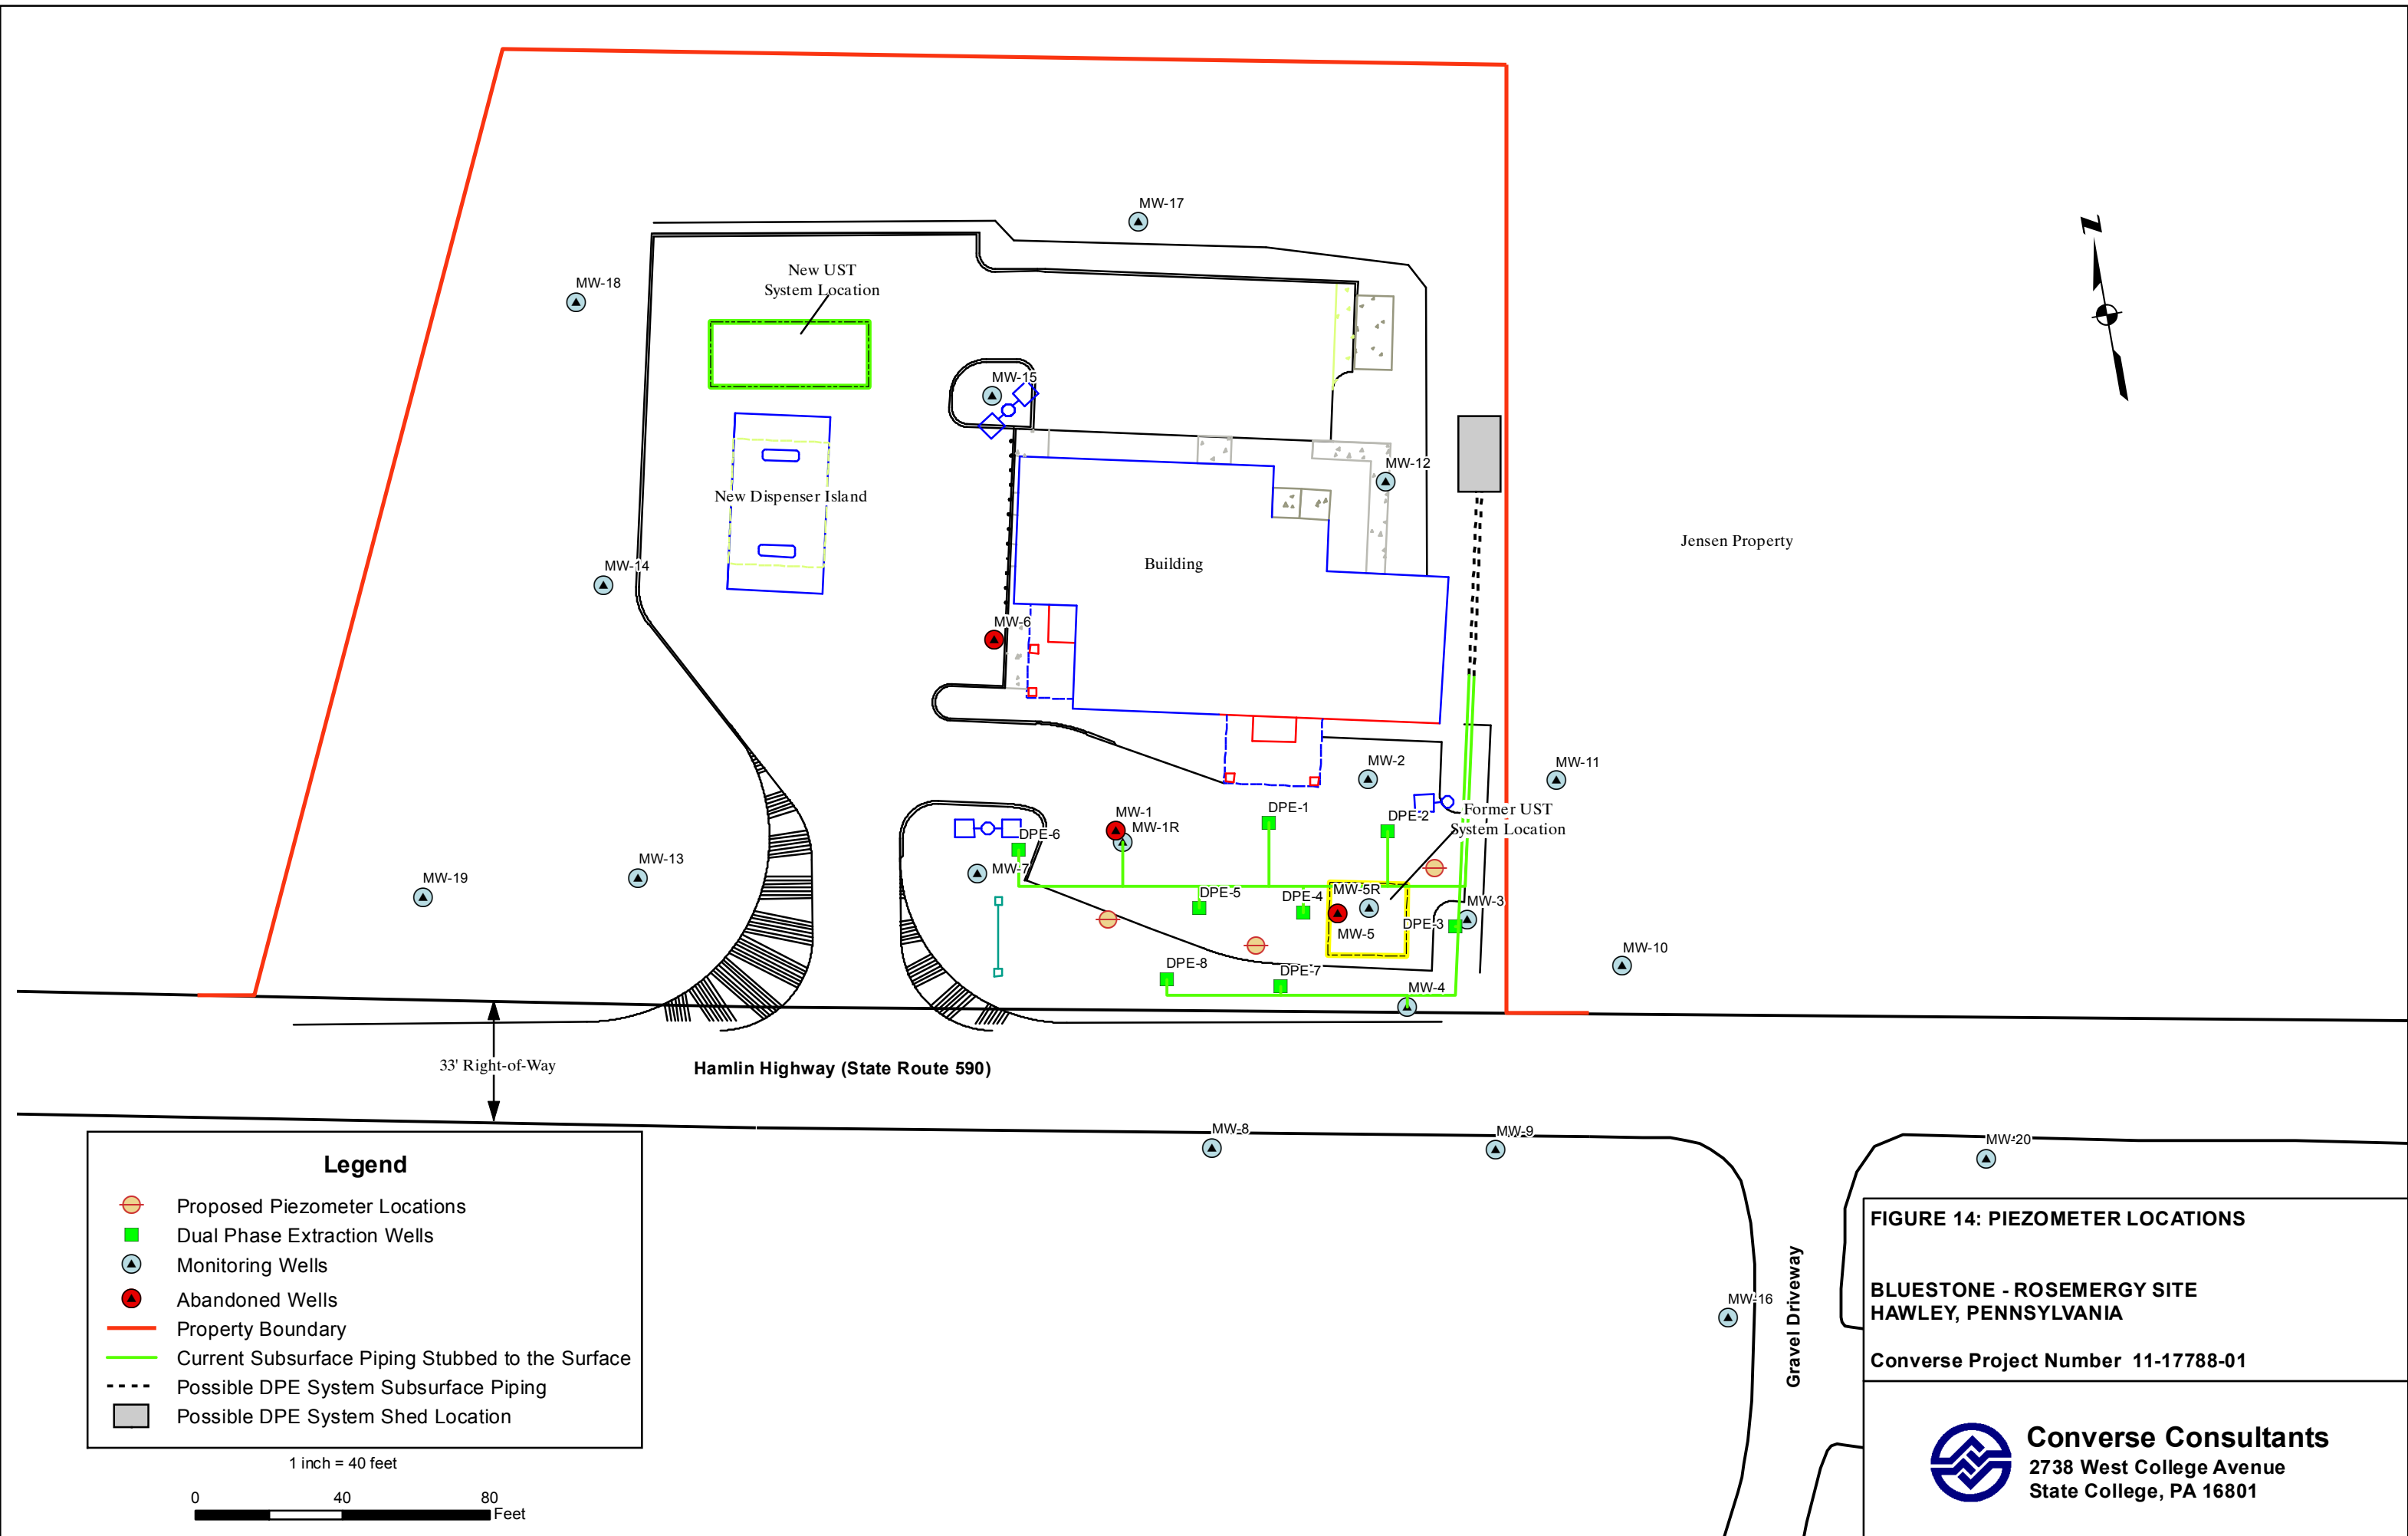 MW-17
N
MW-18
New UST
System Location
MW-15
MW-12
New Dispenser Island
Jensen Property
Building
MW-14
MW-6
MW-2
MW-11
DPE-1
MW-1
DPE-2
Former UST
System Location
MW-1R
DPE-6
MW-13
MW-7
MW-19
DPE-5
DPE-4
MW-5R
MW-3
DPE-3
MW-5
MW-10
DPE-8
DPE-7
MW-4
33' Right-of-Way
Hamlin Highway (State Route 590)
MW-8
MW-9
MW-20
MW-16
Gravel Driveway
Legend
Proposed Piezometer Locations
Dual Phase Extraction Wells
Monitoring Wells
Abandoned Wells
Property Boundary
Current Subsurface Piping Stubbed to the Surface
Possible DPE System Subsurface Piping
Possible DPE System Shed Location
1 inch = 40 feet
0 40 80
Feet
FIGURE 14: PIEZOMETER LOCATIONS
BLUESTONE - ROSEMERGY SITE
HAWLEY, PENNSYLVANIA
Converse Project Number 11-17788-01
Converse Consultants
2738 West College Avenue
State College, PA 16801